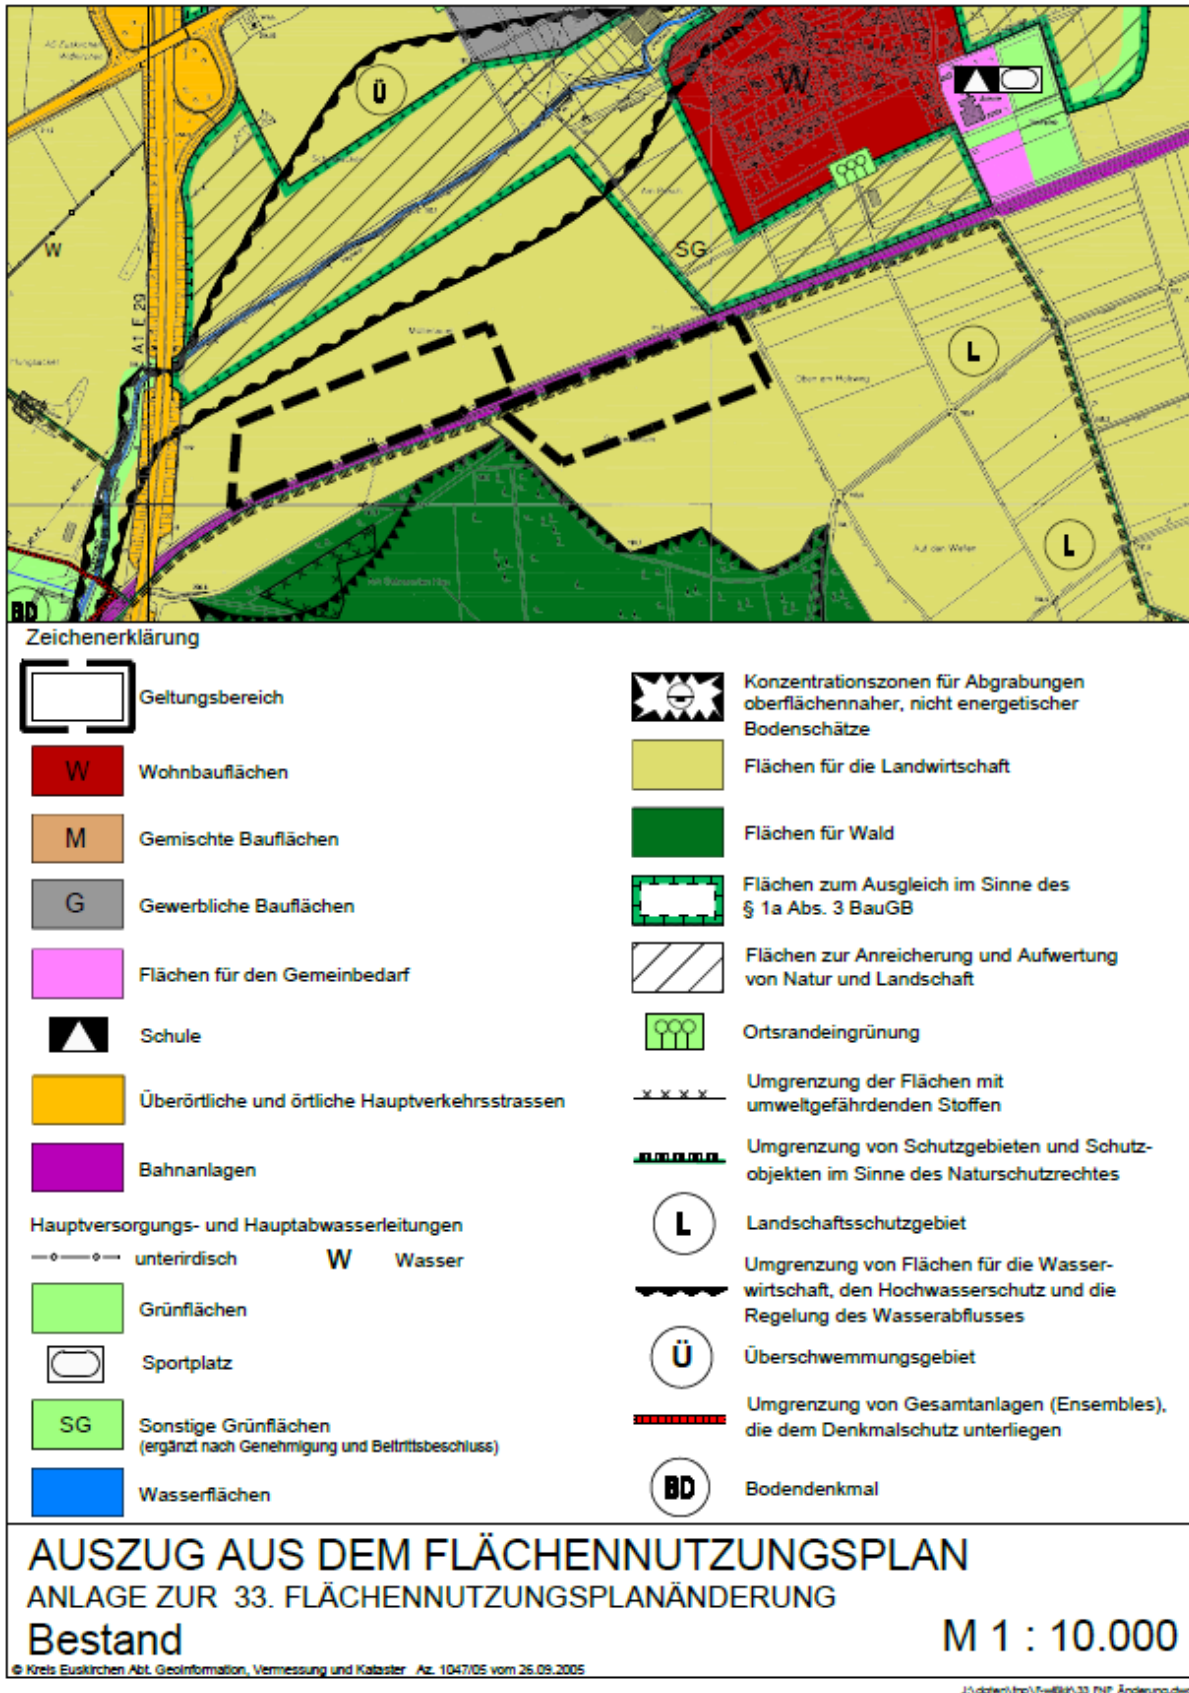 Ü
W
W
SG
A 1 E 29
L
Oben am Holzweg
L
Auf den Weien
BD
Zeichenerklärung
Geltungsbereich
W Wohnbauflächen
M Gemischte Bauflächen
G Gewerbliche Bauflächen
Flächen für den Gemeinbedarf
Schule
Überörtliche und örtliche Hauptverkehrsstrassen
Bahnanlagen
Hauptversorgungs- und Hauptabwasserleitungen
unterirdisch W Wasser
Grünflächen
Sportplatz
SG Sonstige Grünflächen
(ergänzt nach Genehmigung und Beitrittsbeschluss)
Wasserflächen
Konzentrationszonen für Abgrabungen
oberflächennaher, nicht energetischer
Bodenschätze
Flächen für die Landwirtschaft
Flächen für Wald
Flächen zum Ausgleich im Sinne des
§ 1a Abs. 3 BauGB
Flächen zur Anreicherung und Aufwertung
von Natur und Landschaft
Ortsrandeingrünung
Umgrenzung der Flächen mit
umweltgefährdenden Stoffen
Umgrenzung von Schutzgebieten und Schutz-
objekten im Sinne des Naturschutzrechtes
L Landschaftsschutzgebiet
Umgrenzung von Flächen für die Wasser-
wirtschaft, den Hochwasserschutz und die
Regelung des Wasserabflusses
Ü Überschwemmungsgebiet
Umgrenzung von Gesamtanlagen (Ensembles),
die dem Denkmalschutz unterliegen
BD Bodendenkmal
AUSZUG AUS DEM FLÄCHENNUTZUNGSPLAN
ANLAGE ZUR 33. FLÄCHENNUTZUNGSPLANÄNDERUNG
Bestand
M 1 : 10.000
© Kreis Euskirchen Abt. Geoinformation, Vermessung und Kataster Az. 1047/05 vom 26.09.2005